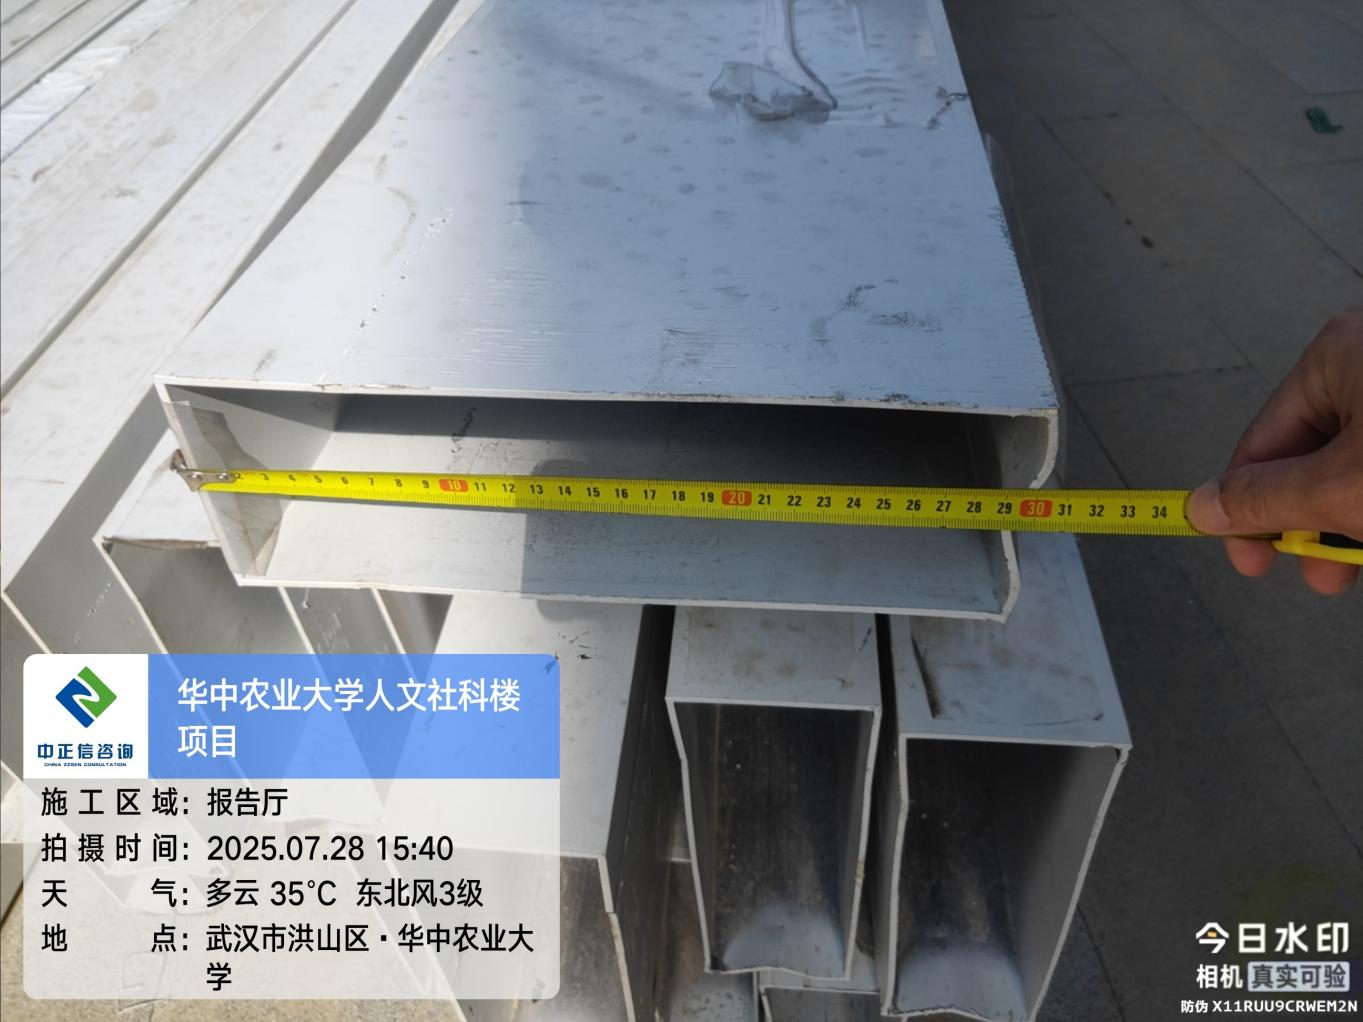 2 3 4 5 6 7 8 9 10 11 12 13 14 15 16 17 18 19 20 21 22 23 24 25 26 27 28 29 30 31 32 33 34
中正信咨询
CHINA ZZSEN CONSULTATION
华中农业大学人文社科楼
项目
施工区域：报告厅
拍摄时间：2025.07.28 15:40
天气：多云 35℃ 东北风3级
地点：武汉市洪山区·华中农业大
学
今日水印
相机 真实可验
防伪 X11RUU9CRWEM2N